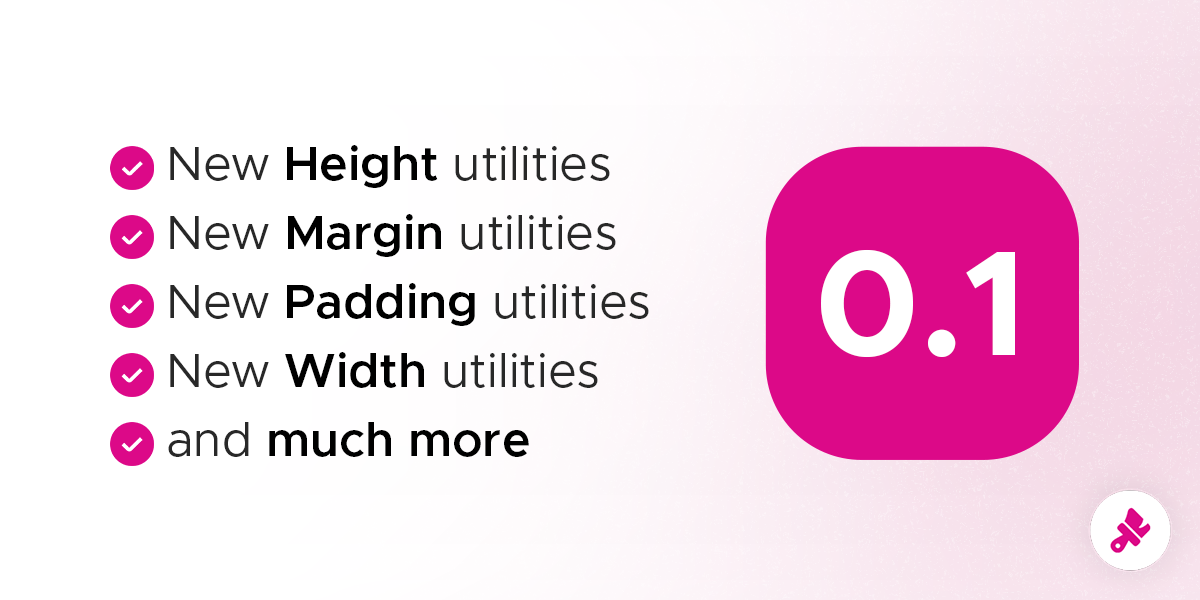 New Height utilities
New Margin utilities
New Padding utilities
New Width utilities
and much more
0.1